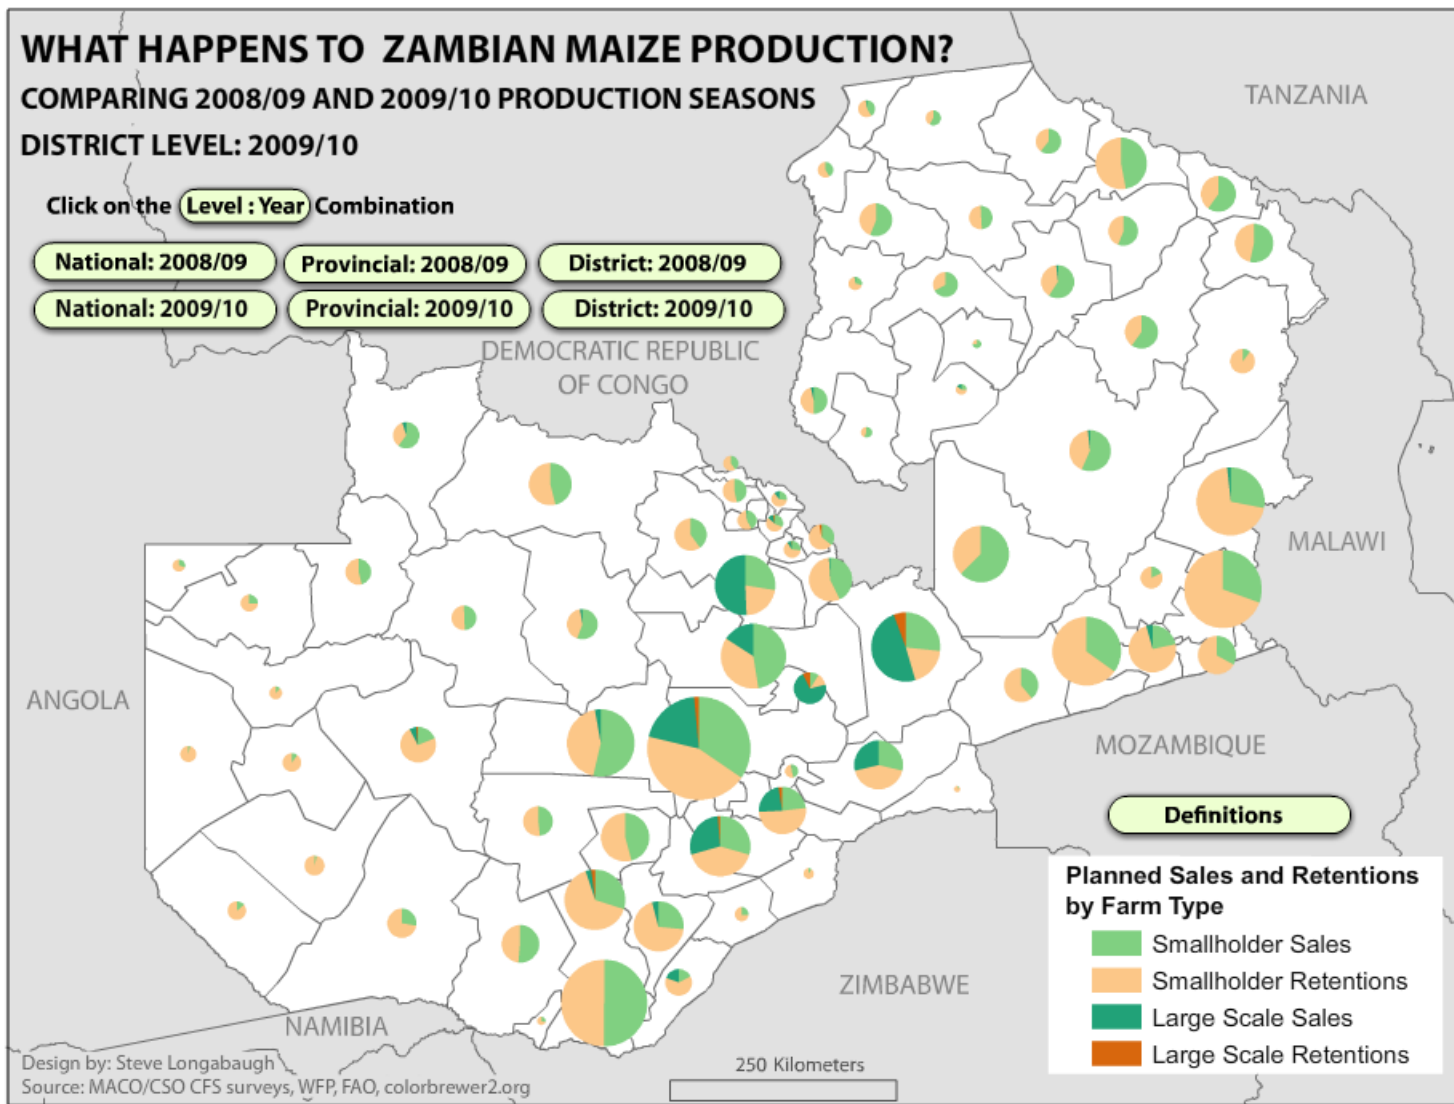 WHAT HAPPENS TO ZAMBIAN MAIZE PRODUCTION?
COMPARING 2008/09 AND 2009/10 PRODUCTION SEASONS
DISTRICT LEVEL: 2009/10
Click on the Level : Year Combination
National: 2008/09 Provincial: 2008/09 District: 2008/09
National: 2009/10 Provincial: 2009/10 District: 2009/10
TANZANIA
DEMOCRATIC REPUBLIC
OF CONGO
MALAWI
ANGOLA
MOZAMBIQUE
ZIMBABWE
NAMIBIA
Definitions
Planned Sales and Retentions
by Farm Type
Smallholder Sales
Smallholder Retentions
Large Scale Sales
Large Scale Retentions
250 Kilometers
Design by: Steve Longabaugh
Source: MACO/CSO CFS surveys, WFP, FAO, colorbrewer2.org